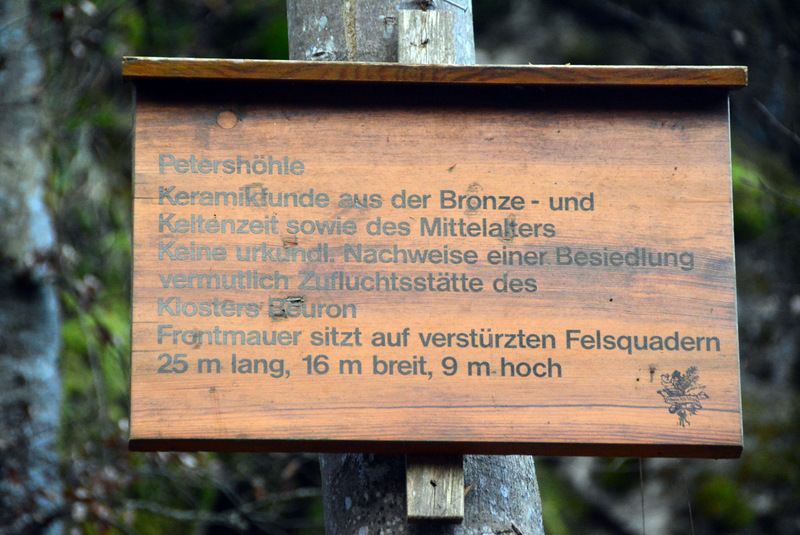 Petershöhle
Keramikfunde aus der Bronze - und
Keltenzeit sowie des Mittelalters
Keine urkundl. Nachweise einer Besiedlung
vermutlich Zufluchtsstätte des
Klosters Beuron
Frontmauer sitzt auf verstürzten Felsquadern
25 m lang, 16 m breit, 9 m hoch